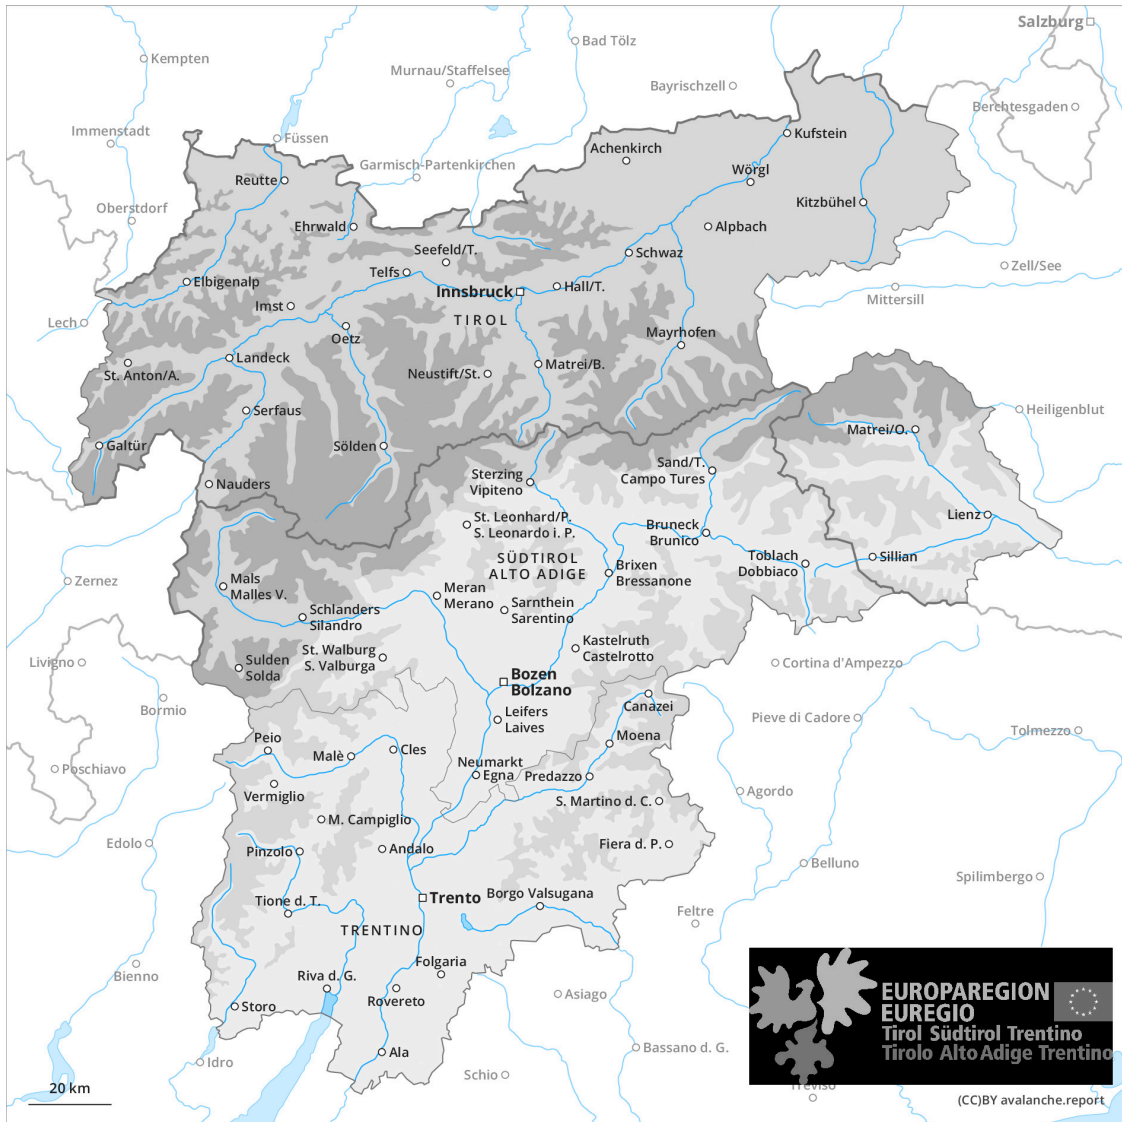 Salzburg
Bad Tölz
Kempten
Murnau/Staffelsee
Bayrischzell
Berchtesgaden
Immenstadt
Füssen
Kufstein
Achenkirch
Garmisch-Partenkirchen
Wörgl
Reutte
Kitzbühel
Oberstdorf
Ehrwald
Alpbach
Seefeld/T.
Schwaz
Zell/See
Telfs
Elbigenalp
Hall/T.
Innsbruck
Mittersill
Imst
TIROL
Lech
Mayrhofen
Oetz
Landeck
Matrei/B.
St. Anton/A.
Neustift/St.
Serfaus
Heiligenblut
Matrei/O.
Galtür
Sölden
Sand/T.
Campo Tures
Sterzing
Vipiteno
Nauders
St. Leonhard/P.
S. Leonardo i. P.
Lienz
Bruneck
Brunico
SÜDTIROL
ALTO ADIGE
Toblach
Dobbiaco
Sillian
Brixen
Bressanone
Zernez
Mals
Malles V.
Meran
Merano
Sarnthein
Sarentino
Schlanders
Silandro
Kastelruth
Castelrotto
St. Walburg
S. Valburga
Livigno
Sulden
Solda
Cortina d'Ampezzo
Bozen
Bolzano
Canazei
Bormio
Leifers
Laives
Pieve di Cadore
Tolmezzo
Moena
Peio
Cles
Malè
Neumarkt
Egna
Predazzo
Poschiavo
Vermiglio
Agordo
S. Martino d. C.
M. Campiglio
Edolo
Fiera d. P.
Pinzolo
Andalo
Belluno
Spilimbergo
Borgo Valsugana
Trento
Tione d. T.
Feltre
TRENTINO
Folgaria
Bienno
Riva d. G.
Asiago
Rovereto
Storo
EUROPAREGION
EUREGIO
Tirol Südtirol Trentino
Tirolo Alto Adige Trentino
Bassano d. G.
Ala
Idro
Schio
Treviso
20 km
(CC)BY avalanche.report